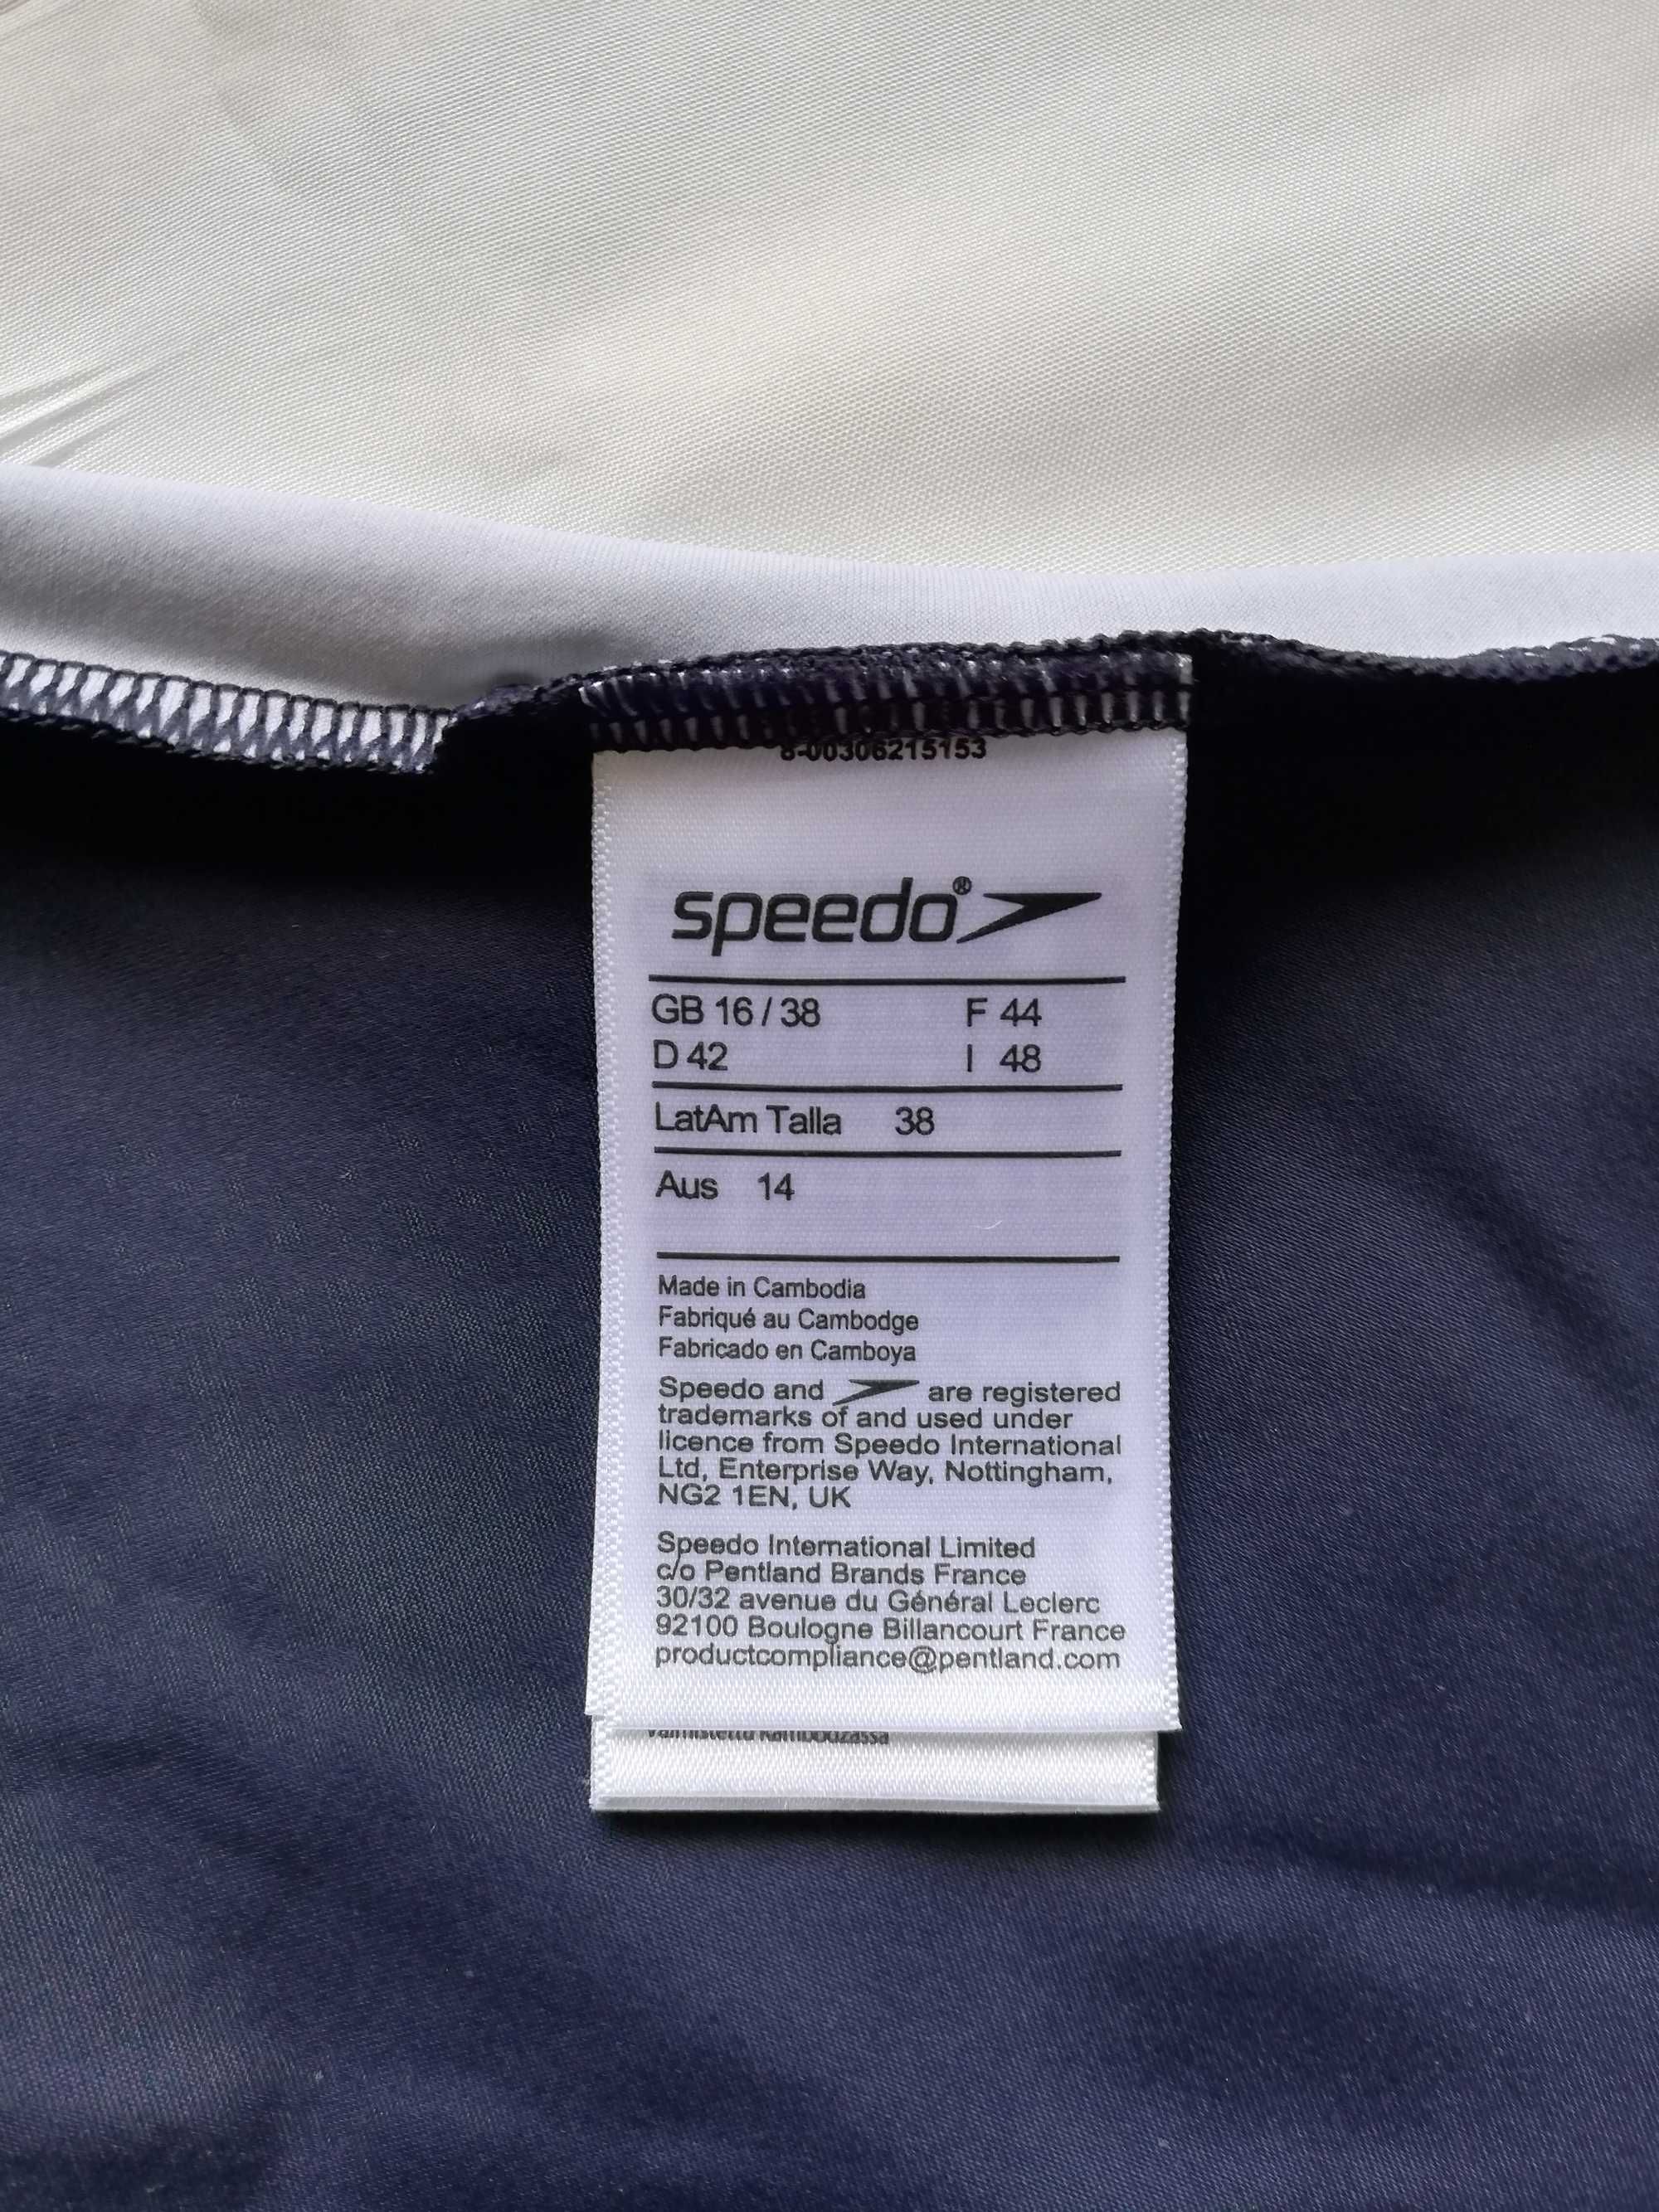 8-00306215153
speedo®
GB 16 / 38 F 44
D 42 I 48
LatAm Talla 38
Aus 14
Made in Cambodia
Fabriqué au Cambodge
Fabricado en Camboya
Speedo and are registered
trademarks of and used under
licence from Speedo International
Ltd, Enterprise Way, Nottingham,
NG2 1EN, UK
Speedo International Limited
c/o Pentland Brands France
30/32 avenue du Général Leclerc
92100 Boulogne Billancourt France
productcompliance@pentland.com